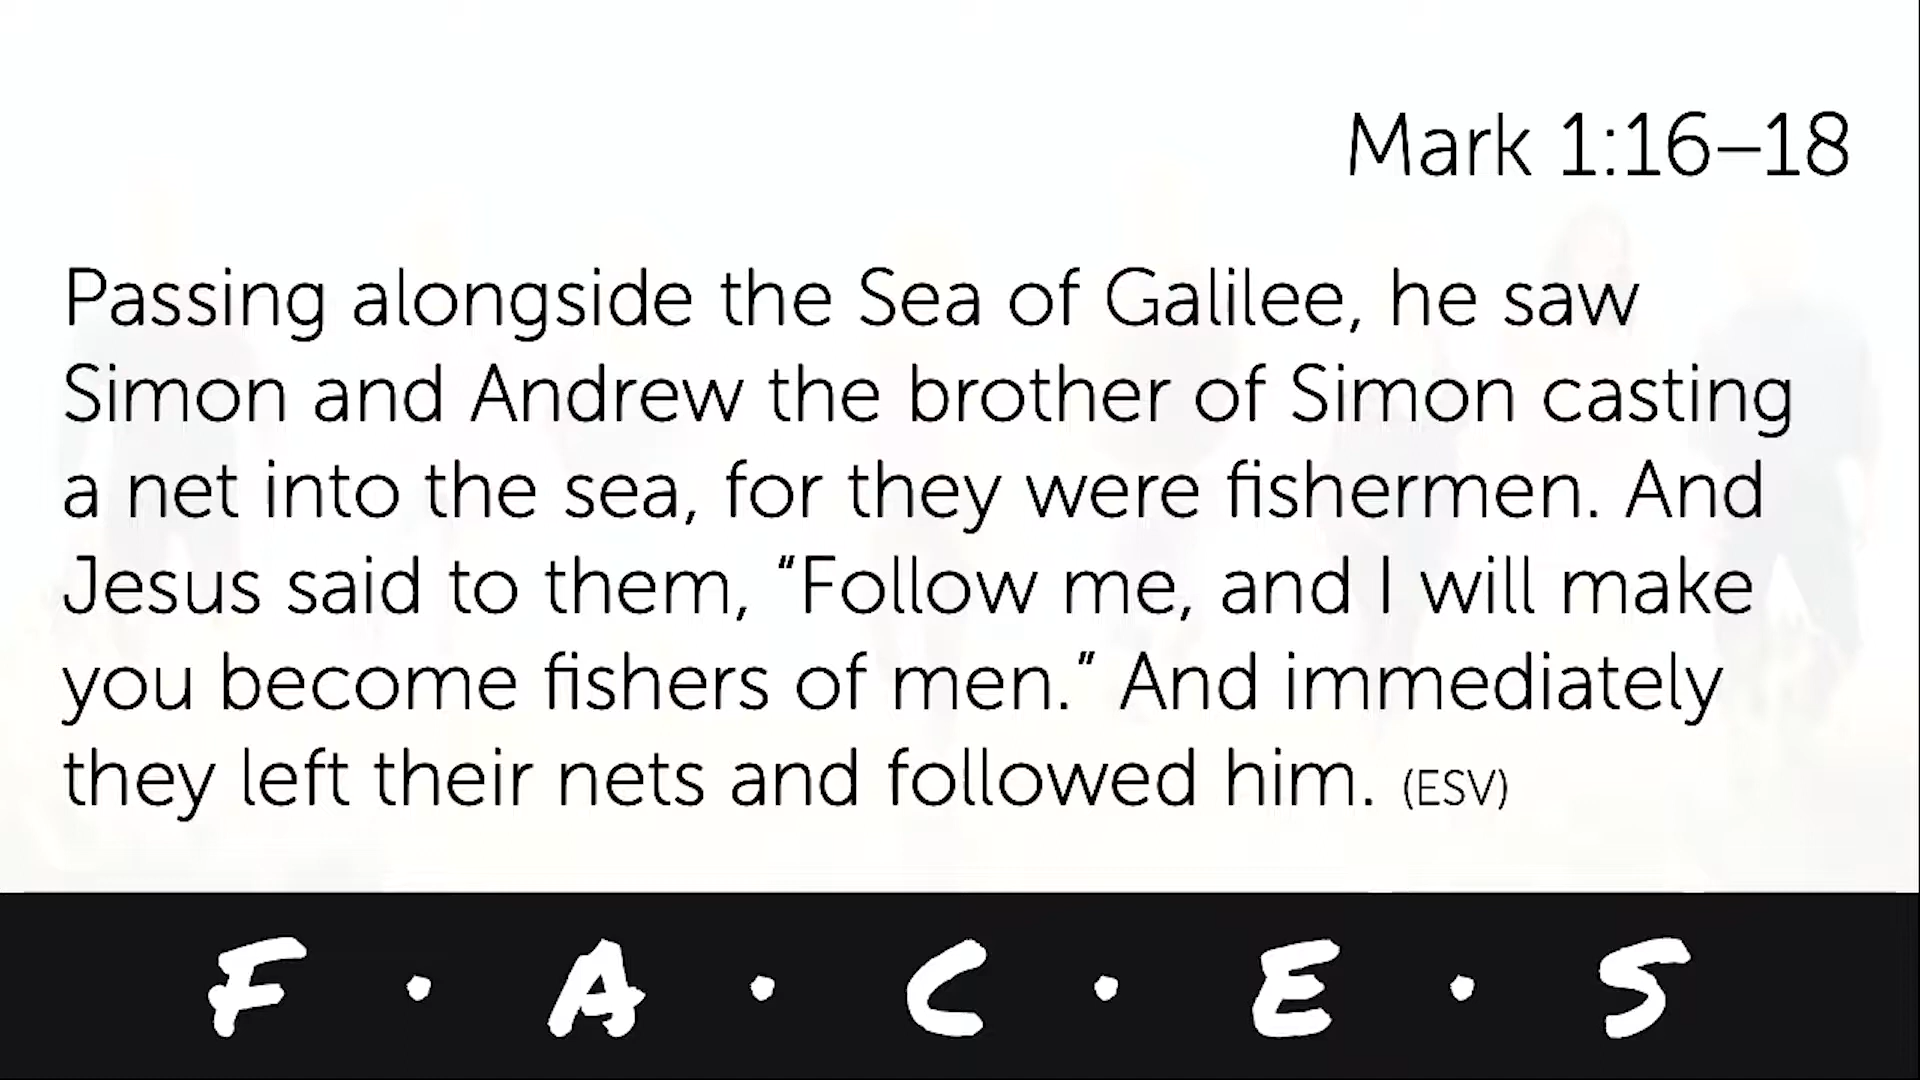 Mark 1:16–18
Passing alongside the Sea of Galilee, he saw
Simon and Andrew the brother of Simon casting
a net into the sea, for they were fishermen. And
Jesus said to them, “Follow me, and I will make
you become fishers of men.” And immediately
they left their nets and followed him. (ESV)
F · A · C · E · S